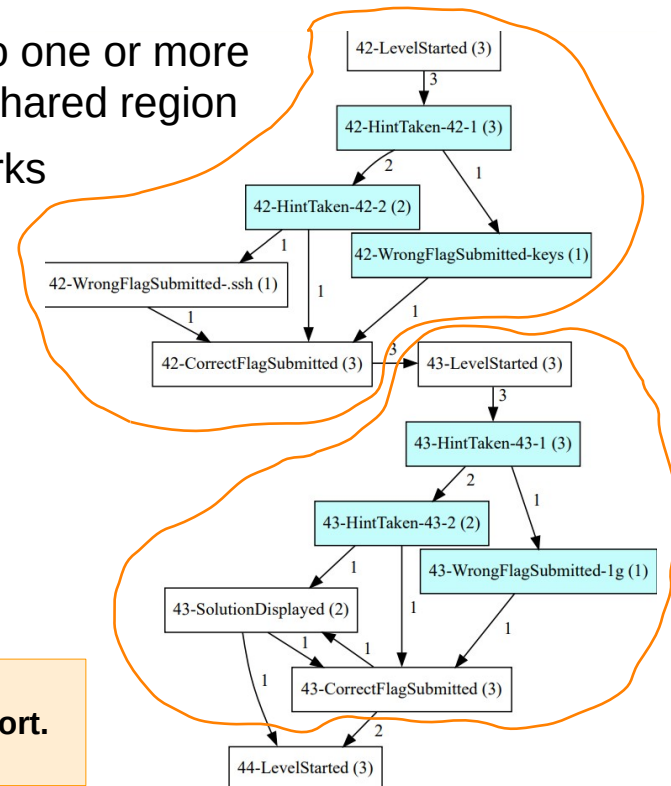 o one or more
hared region
rks
42-LevelStarted (3)
3
42-HintTaken-42-1 (3)
2
1
42-HintTaken-42-2 (2)
1
42-WrongFlagSubmitted-keys (1)
42-WrongFlagSubmitted-.ssh (1)
1
1
1
42-CorrectFlagSubmitted (3)
3
43-LevelStarted (3)
3
43-HintTaken-43-1 (3)
2
1
43-HintTaken-43-2 (2)
43-WrongFlagSubmitted-1g (1)
1
43-SolutionDisplayed (2)
1
1
1
1
1
43-CorrectFlagSubmitted (3)
ort.
2
44-LevelStarted (3)